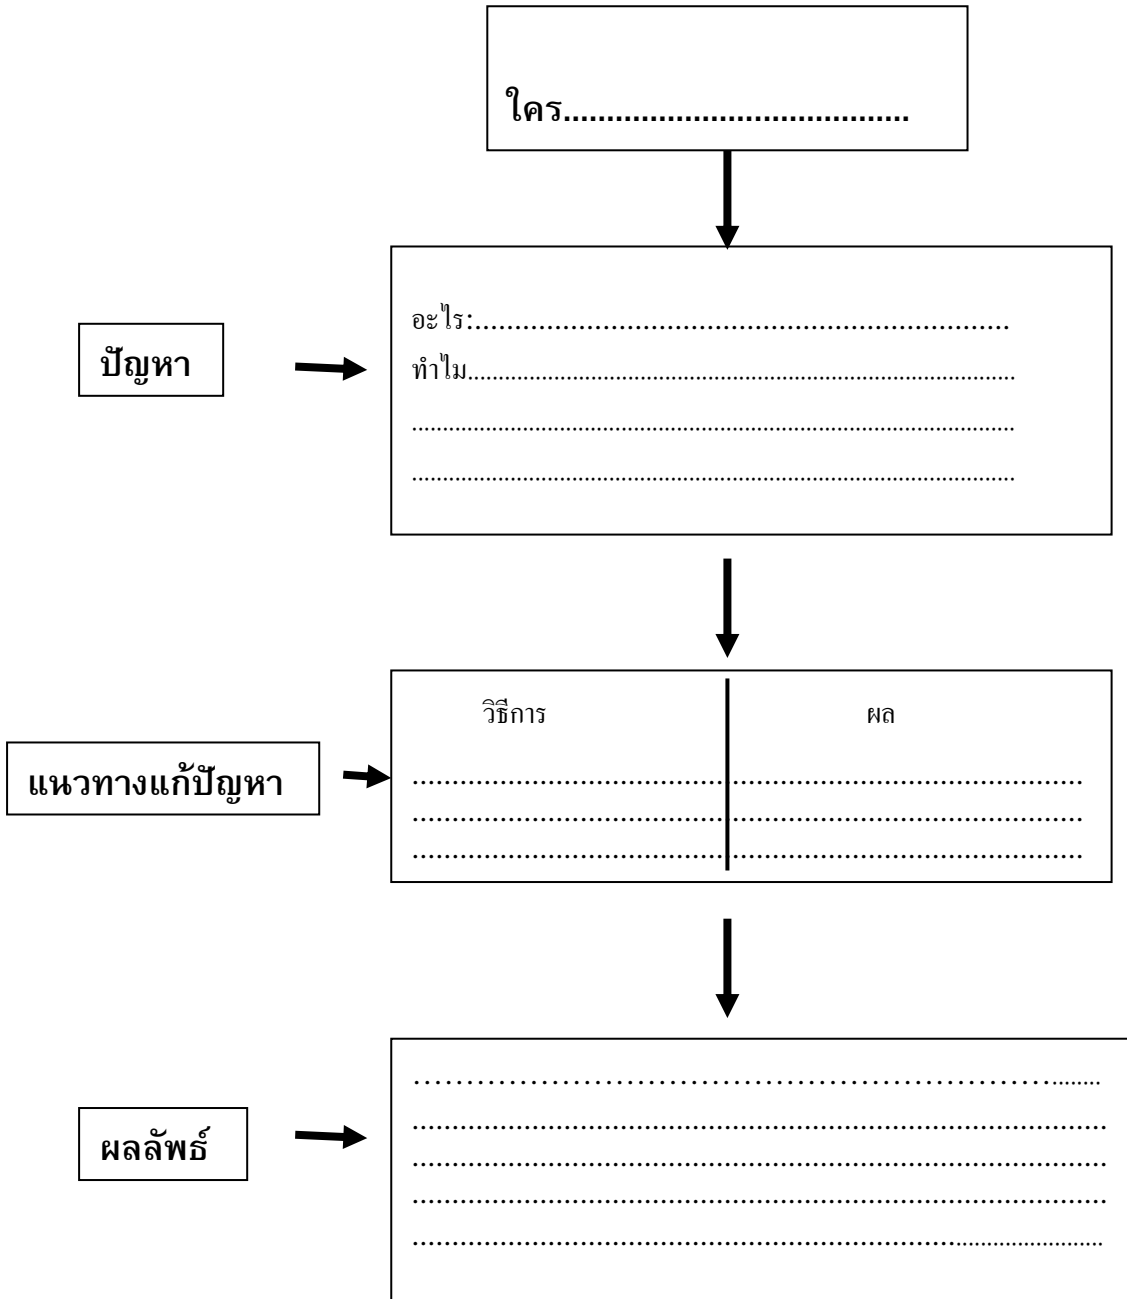 ใคร........................................
อะไร:...................................................................
ทำไม.........................................................................................
..................................................................................................
..................................................................................................
ปัญหา
วิธีการ ผล
....................................................................................
....................................................................................
....................................................................................
แนวทางแก้ปัญหา
..............................................................................
.......................................................................................
.......................................................................................
.......................................................................................
............................................................................................
ผลลัพธ์